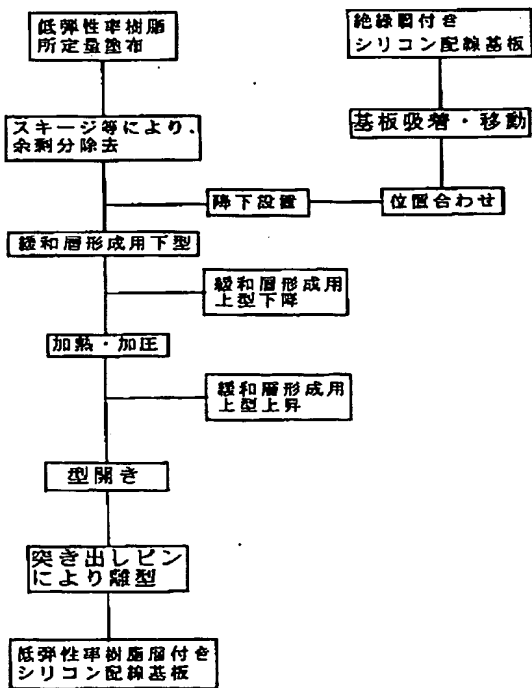 低弾性率樹脂
所定量塗布
絶縁層付き
シリコン配線基板
スキージ等により、
余剰分除去
基板吸着・移動
降下設置
位置合わせ
緩和層形成用下型
緩和層形成用
上型下降
加熱・加圧
緩和層形成用
上型上昇
型開き
突き出しピン
により離型
低弾性率樹脂層付き
シリコン配線基板